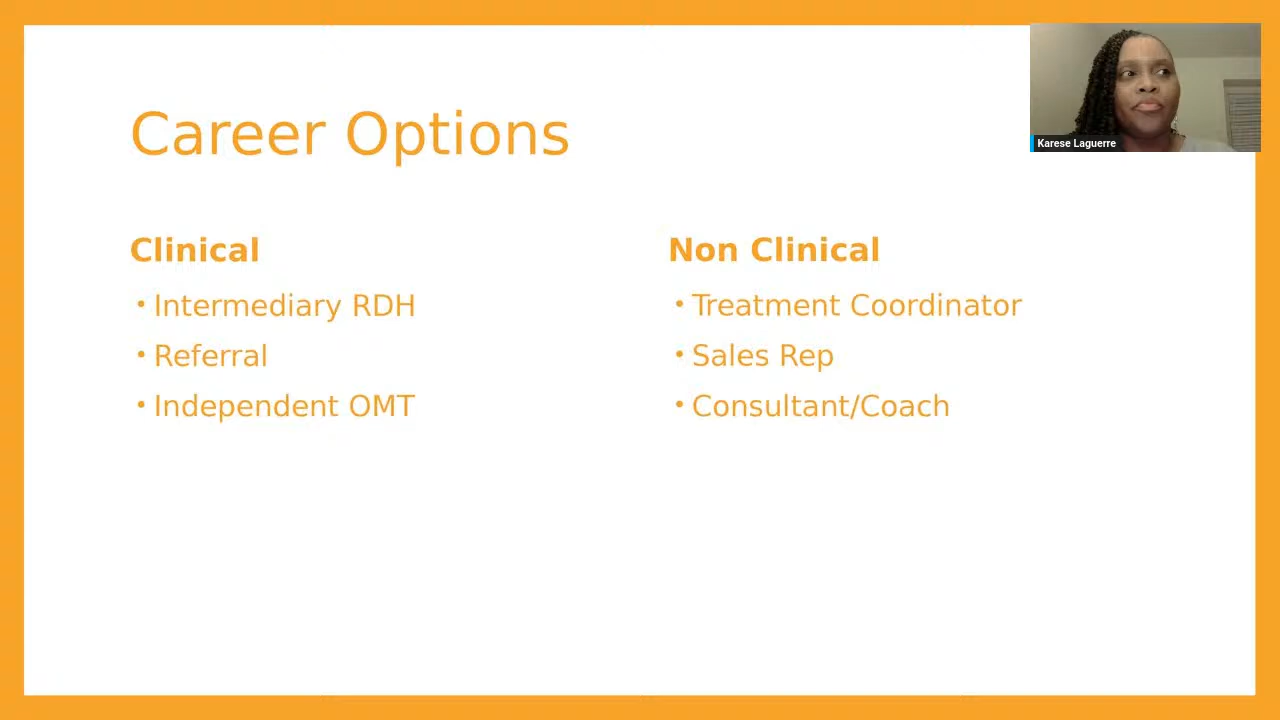 Career Options
Karese Laguerre
Clinical
• Intermediary RDH
• Referral
• Independent OMT
Non Clinical
• Treatment Coordinator
• Sales Rep
• Consultant/Coach